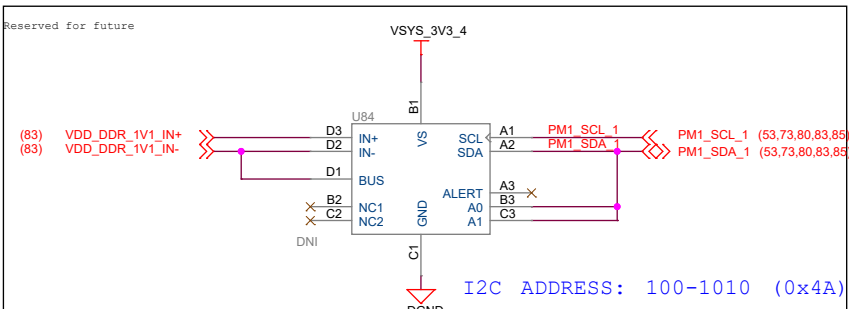 Reserved for future
VSYS_3V3_4
B1
U84
(83) VDD_DDR_1V1_IN+ D3 IN+ VS SCL A1 PM1_SCL_1 PM1_SCL_1 (53,73,80,83,85)
(83) VDD_DDR_1V1_IN- D2 IN- SDA A2 PM1_SDA_1 PM1_SDA_1 (53,73,80,83,85)
D1 BUS
ALERT A3
B2 NC1 A0 B3
C2 NC2 GND A1 C3
DNI
C1
I2C ADDRESS: 100-1010 (0x4A)
DGND